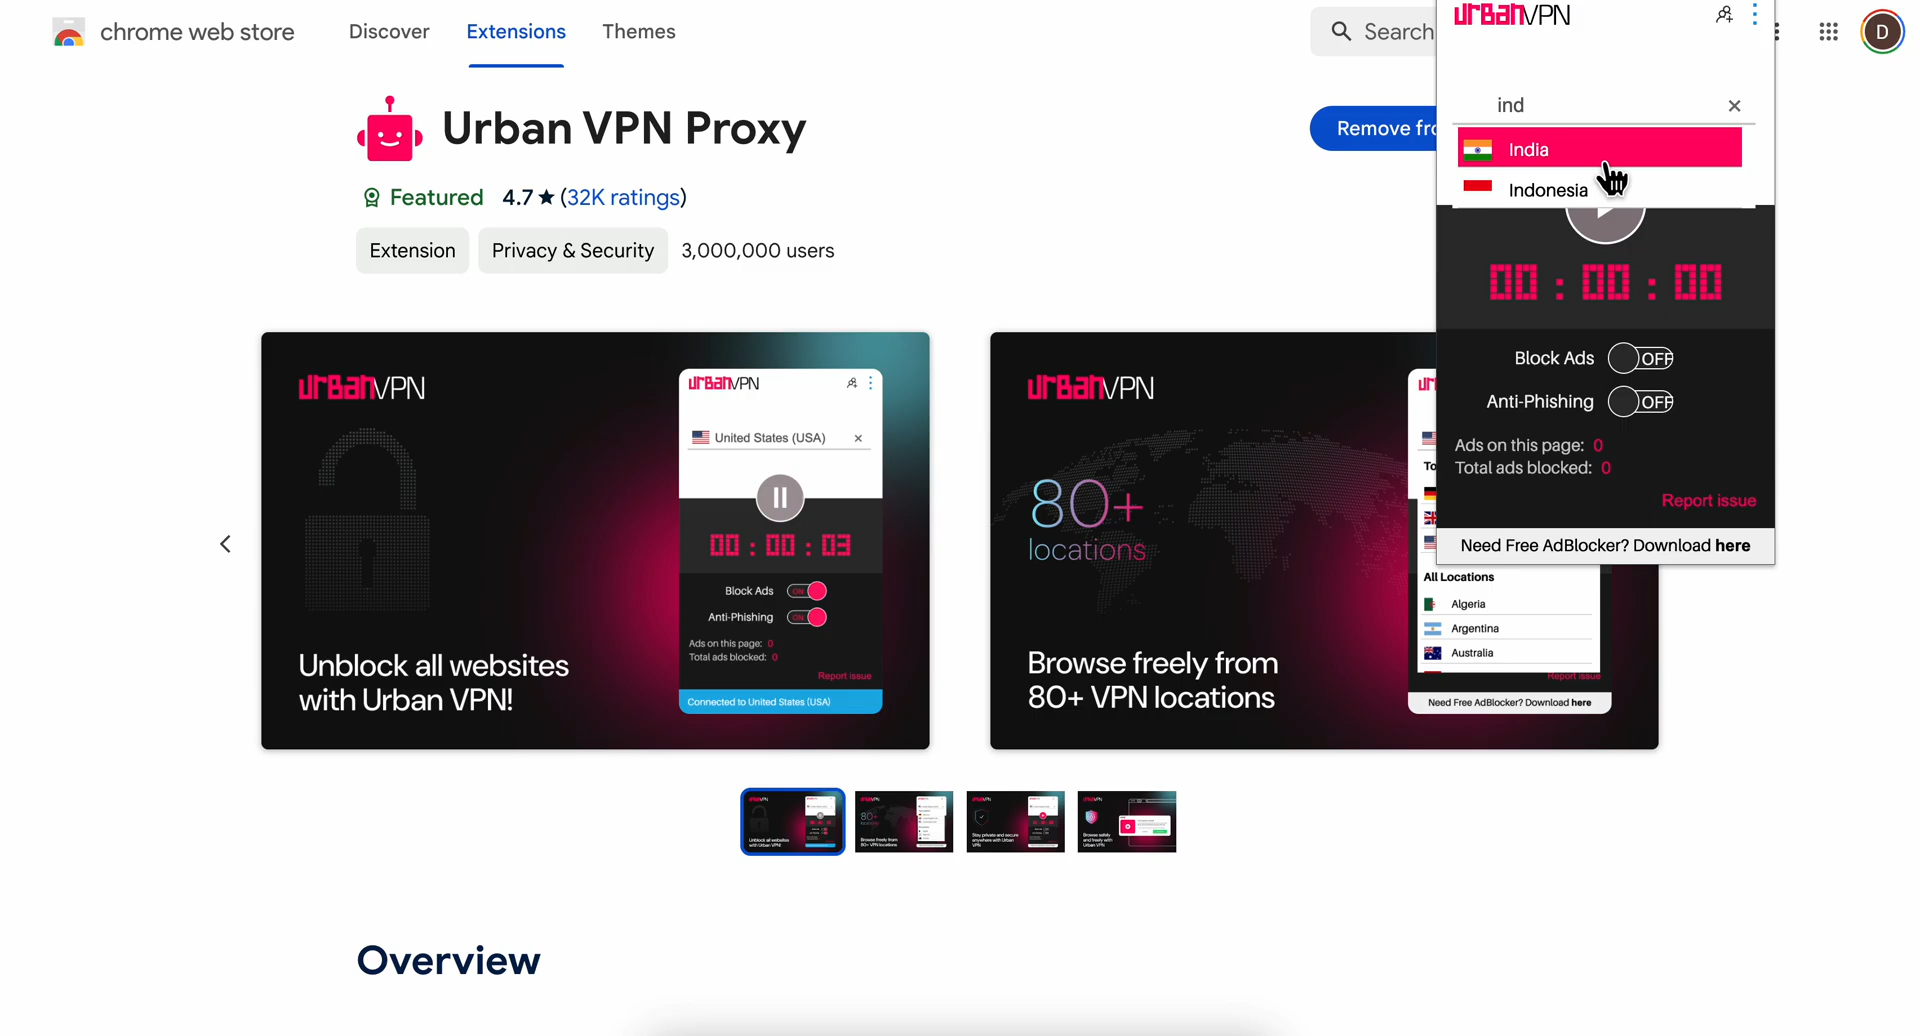 chrome web store
Discover
Extensions
Themes
Search
D
Urban VPN Proxy
Featured 4.7 ★ (32K ratings)
Extension
Privacy & Security
3,000,000 users
Remove fr
urBanVPN
ind
India
Indonesia
00 : 00 : 00
Block Ads OFF
Anti-Phishing OFF
Ads on this page: 0
Total ads blocked: 0
Report issue
Need Free AdBlocker? Download here
urBanVPN
Unblock all websites
with Urban VPN!
urBanVPN
United States (USA)
00 : 00 : 03
Block Ads ON
Anti-Phishing ON
Ads on this page: 0
Total ads blocked: 0
Report issue
Connected to United States (USA)
urBanVPN
80+
locations
Browse freely from
80+ VPN locations
To
All Locations
Algeria
Argentina
Australia
Report issue
Need Free AdBlocker? Download here
Overview